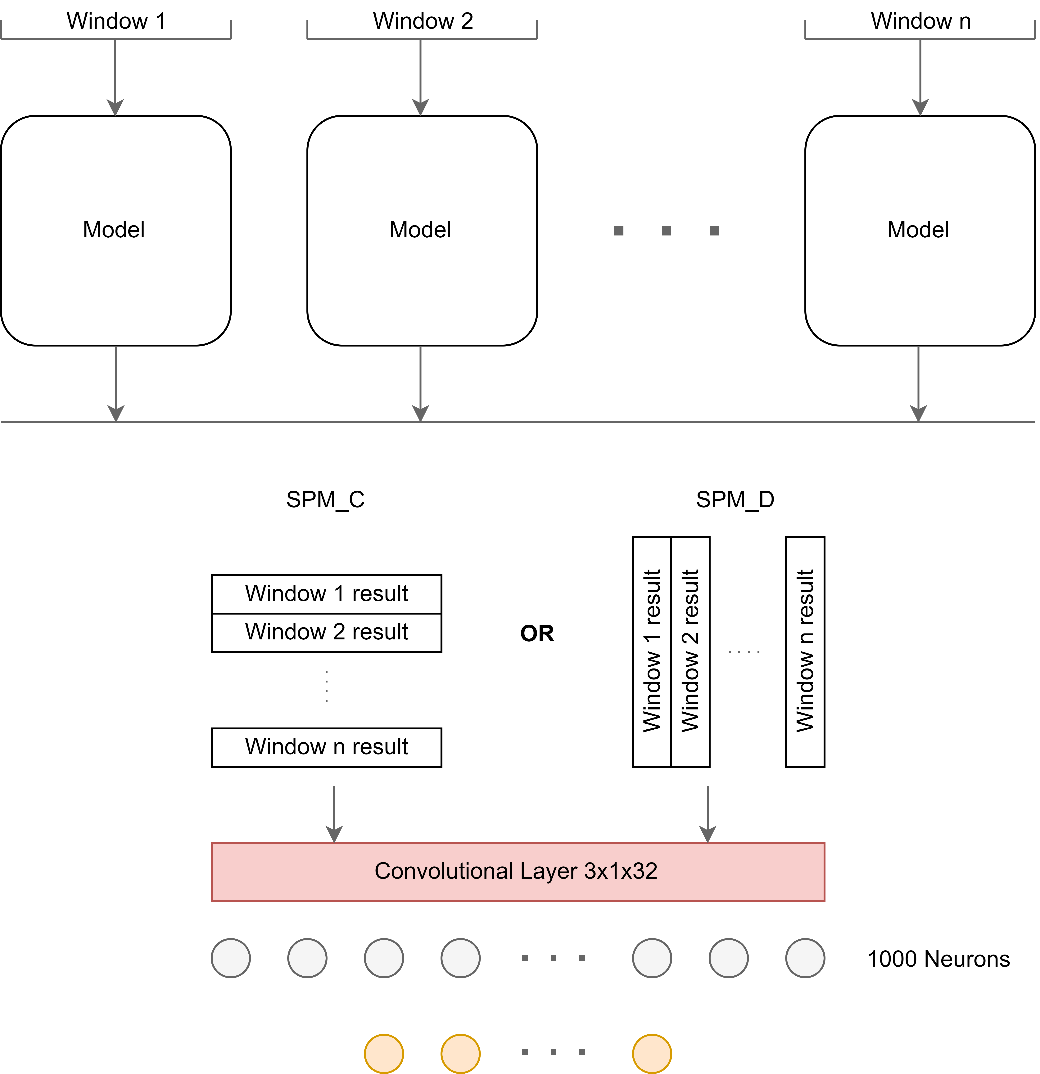 Window 1
Window 2
Window n
Model
Model
Model
SPM_C
SPM_D
Window 1 result
Window 2 result
Window n result
OR
Window 1 result
Window 2 result
Window n result
Convolutional Layer 3x1x32
1000 Neurons